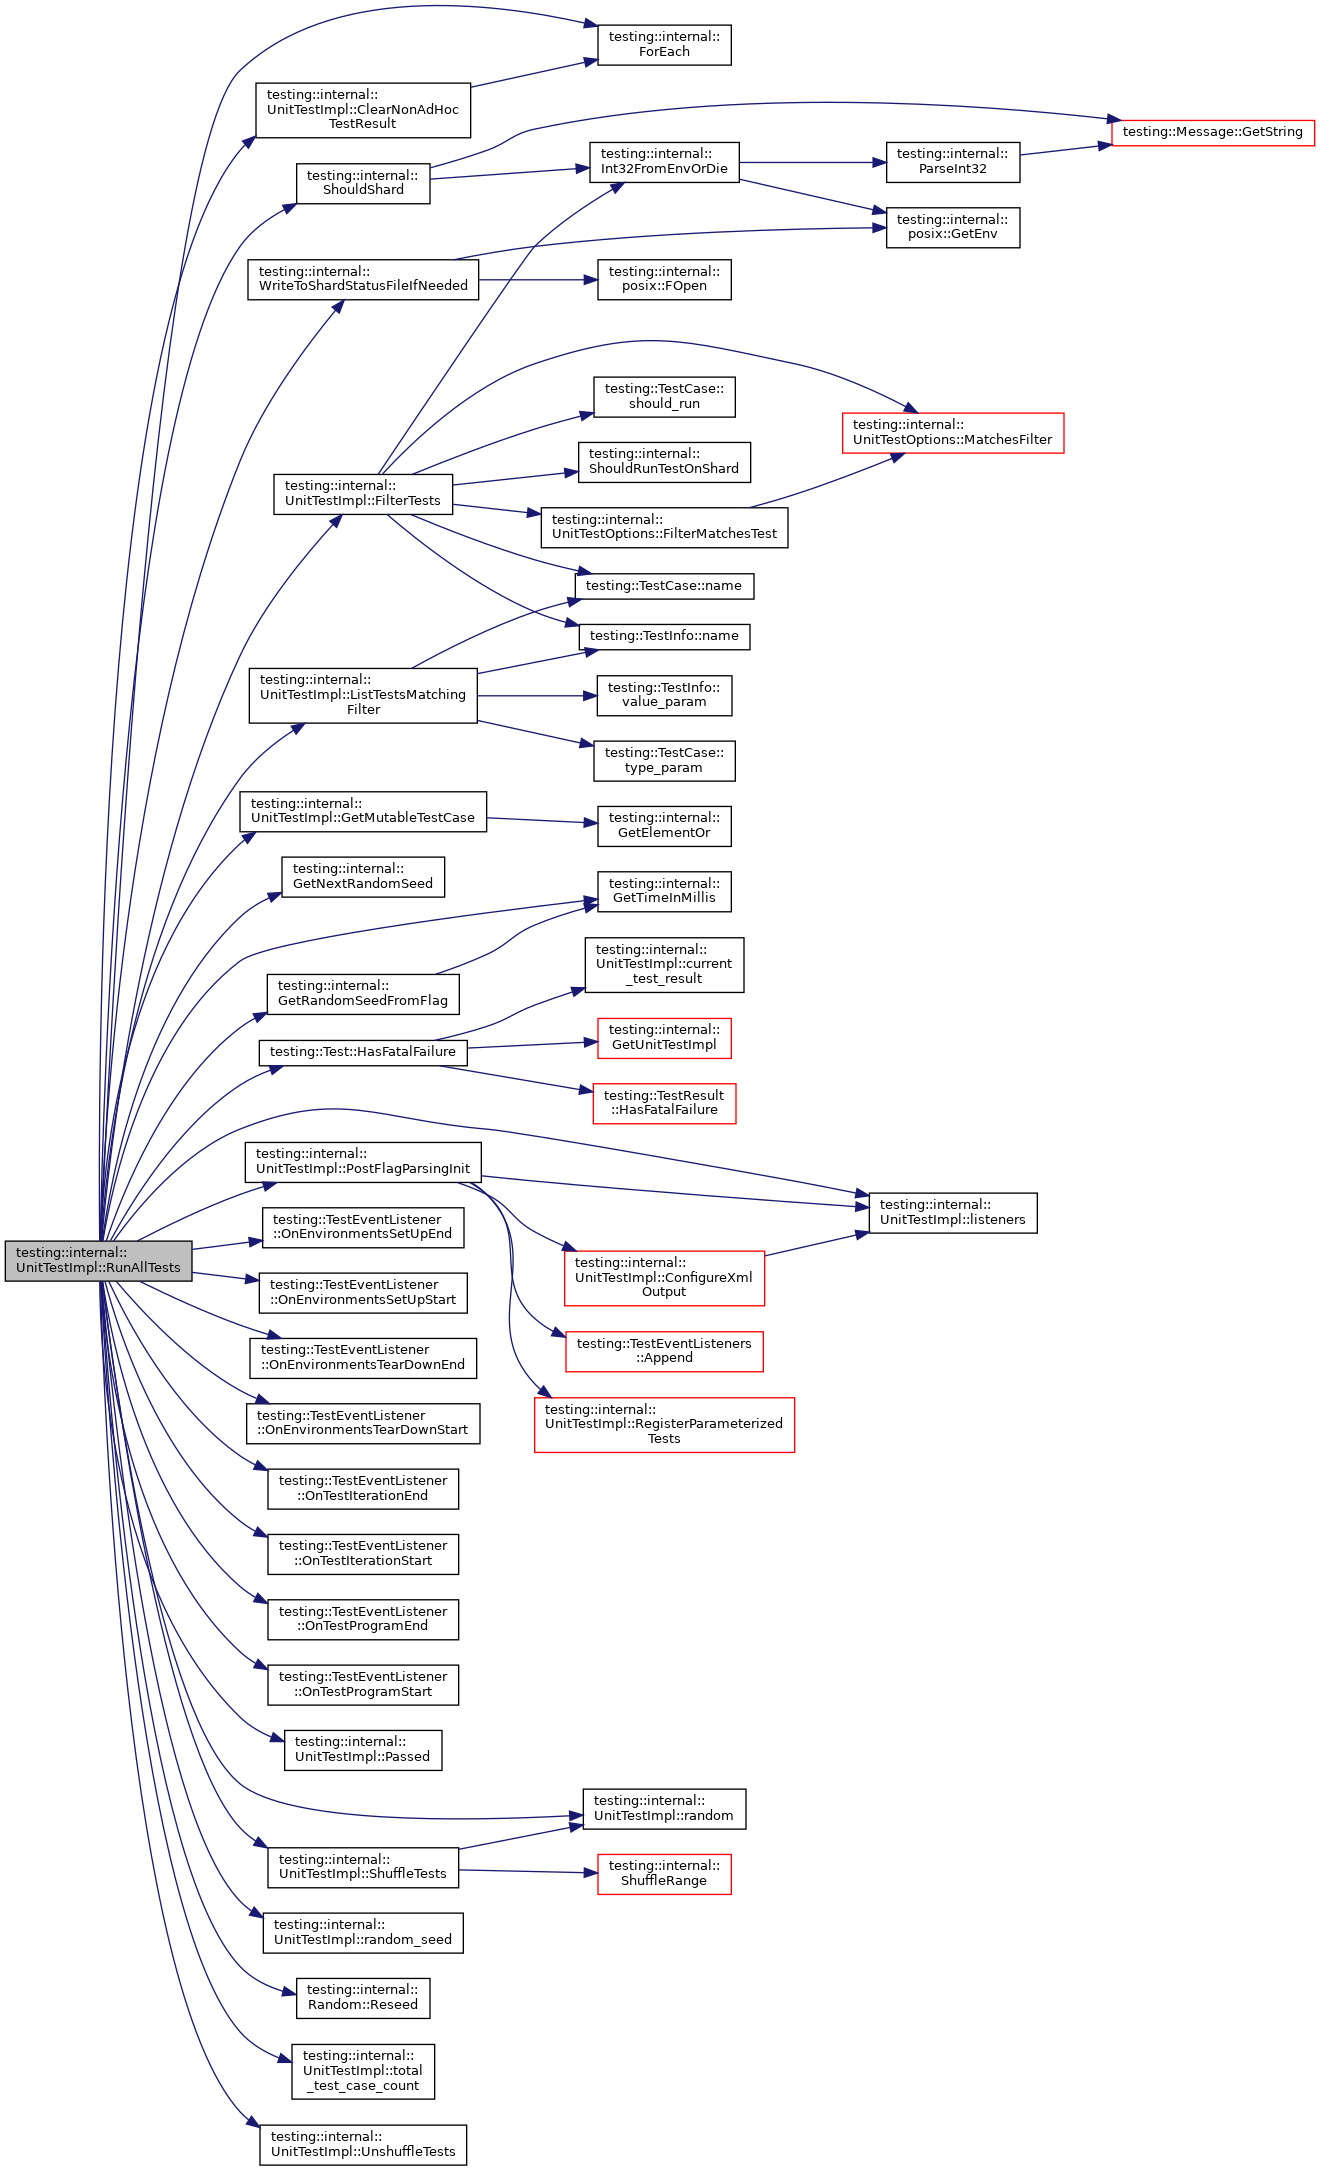 testing::internal::
ForEach
testing::internal::
UnitTestImpl::ClearNonAdHoc
TestResult
testing::Message::GetString
testing::internal::
Int32FromEnvOrDie
testing::internal::
ParseInt32
testing::internal::
ShouldShard
testing::internal::
posix::GetEnv
testing::internal::
WriteToShardStatusFileIfNeeded
testing::internal::
posix::FOpen
testing::TestCase::
should_run
testing::internal::
UnitTestOptions::MatchesFilter
testing::internal::
ShouldRunTestOnShard
testing::internal::
UnitTestImpl::FilterTests
testing::internal::
UnitTestOptions::FilterMatchesTest
testing::TestCase::name
testing::TestInfo::name
testing::internal::
UnitTestImpl::ListTestsMatching
Filter
testing::TestInfo::
value_param
testing::TestCase::
type_param
testing::internal::
UnitTestImpl::GetMutableTestCase
testing::internal::
GetElementOr
testing::internal::
GetNextRandomSeed
testing::internal::
GetTimeInMillis
testing::internal::
UnitTestImpl::current
_test_result
testing::internal::
GetRandomSeedFromFlag
testing::internal::
GetUnitTestImpl
testing::Test::HasFatalFailure
testing::TestResult
::HasFatalFailure
testing::internal::
UnitTestImpl::PostFlagParsingInit
testing::internal::
UnitTestImpl::listeners
testing::TestEventListener
::OnEnvironmentsSetUpEnd
testing::internal::
UnitTestImpl::RunAllTests
testing::internal::
UnitTestImpl::ConfigureXml
Output
testing::TestEventListener
::OnEnvironmentsSetUpStart
testing::TestEventListeners
::Append
testing::TestEventListener
::OnEnvironmentsTearDownEnd
testing::internal::
UnitTestImpl::RegisterParameterized
Tests
testing::TestEventListener
::OnEnvironmentsTearDownStart
testing::TestEventListener
::OnTestIterationEnd
testing::TestEventListener
::OnTestIterationStart
testing::TestEventListener
::OnTestProgramEnd
testing::TestEventListener
::OnTestProgramStart
testing::internal::
UnitTestImpl::Passed
testing::internal::
UnitTestImpl::random
testing::internal::
UnitTestImpl::ShuffleTests
testing::internal::
ShuffleRange
testing::internal::
UnitTestImpl::random_seed
testing::internal::
Random::Reseed
testing::internal::
UnitTestImpl::total
_test_case_count
testing::internal::
UnitTestImpl::UnshuffleTests